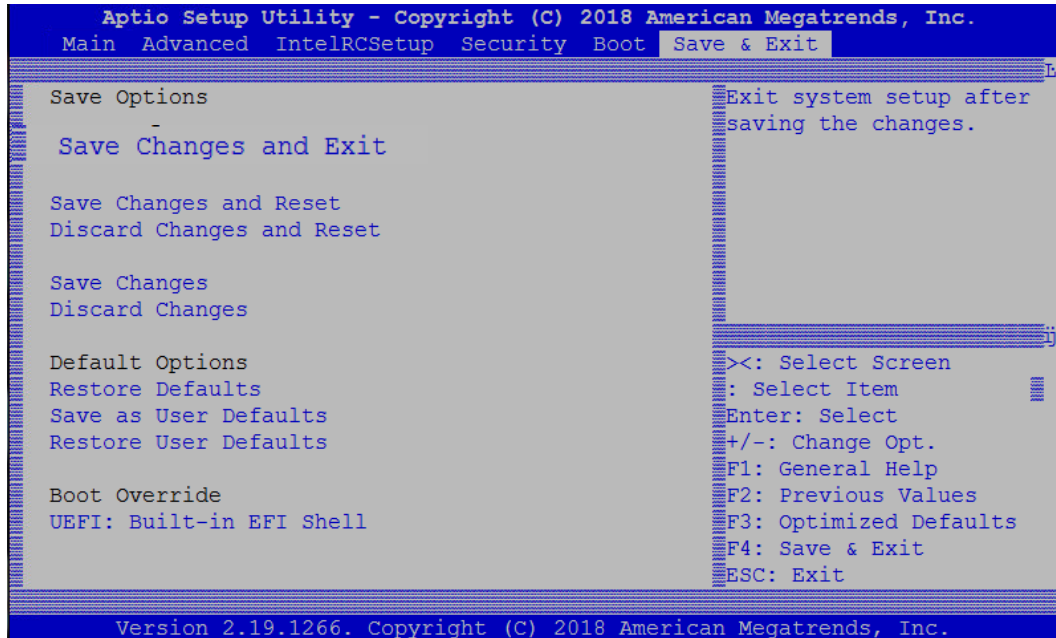 Aptio Setup Utility - Copyright (C) 2018 American Megatrends, Inc.
Main Advanced IntelRCSetup Security Boot Save & Exit
Save Options
Save Changes and Exit
Save Changes and Reset
Discard Changes and Reset
Save Changes
Discard Changes
Default Options
Restore Defaults
Save as User Defaults
Restore User Defaults
Boot Override
UEFI: Built-in EFI Shell
Exit system setup after
saving the changes.
><: Select Screen
: Select Item
Enter: Select
+/-: Change Opt.
F1: General Help
F2: Previous Values
F3: Optimized Defaults
F4: Save & Exit
ESC: Exit
Version 2.19.1266. Copyright (C) 2018 American Megatrends, Inc.